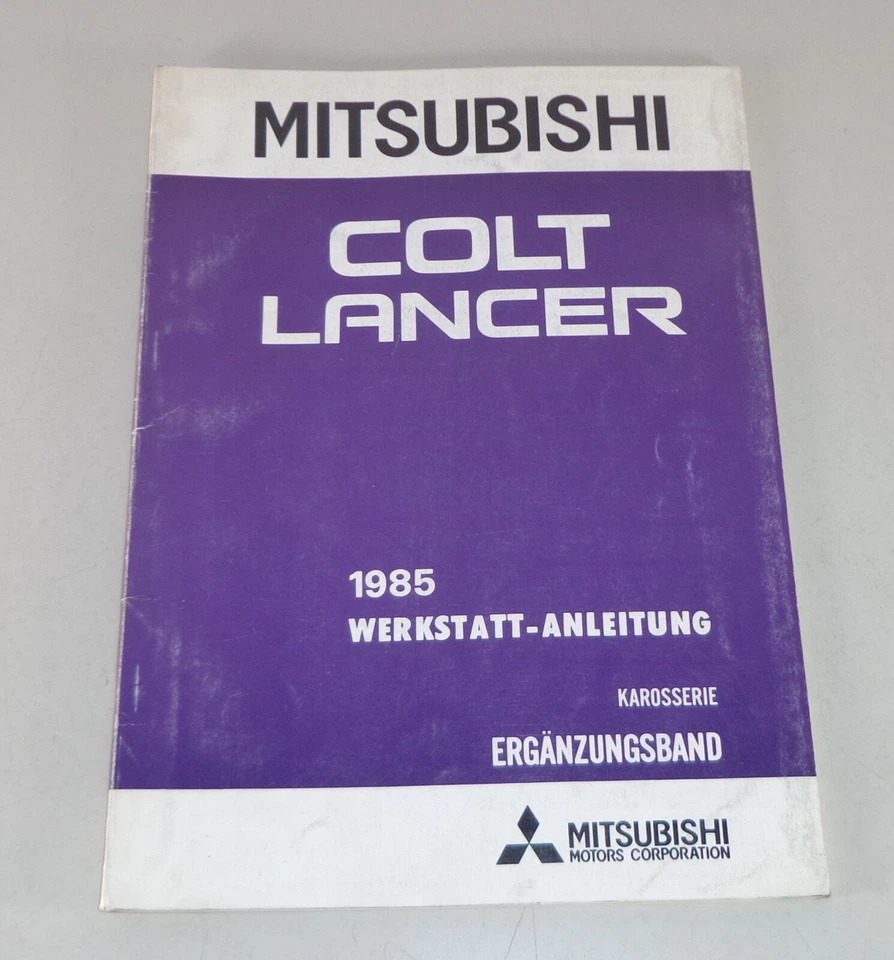 MITSUBISHI
COLT
LANCER
1985
WERKSTATT-ANLEITUNG
KAROSSERIE
ERGÄNZUNGSBAND
MITSUBISHI
MOTORS CORPORATION